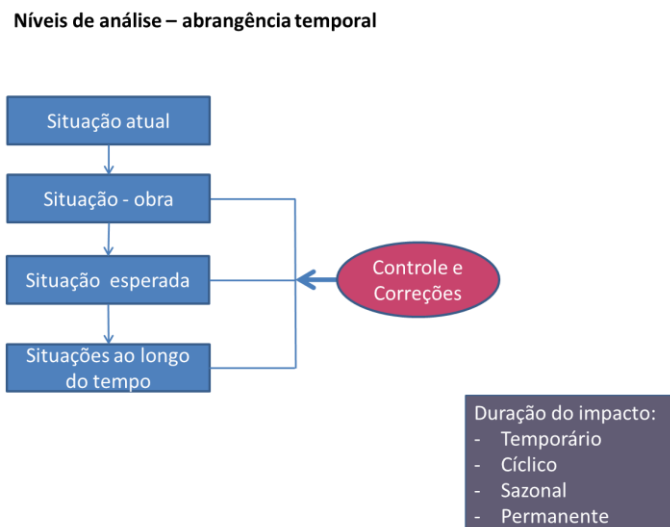 Níveis de análise – abrangência temporal
Situação atual
Situação - obra
Situação esperada
Situações ao longo
do tempo
Controle e
Correções
Duração do impacto:
- Temporário
- Cíclico
- Sazonal
- Permanente